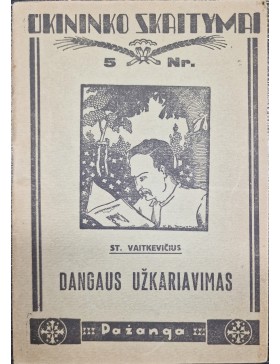 ŪKININKO SKAITYMAI
5 Nr.
ST. VAITKEVIČIUS
DANGAUS UŽKARIAVIMAS
Pažanga